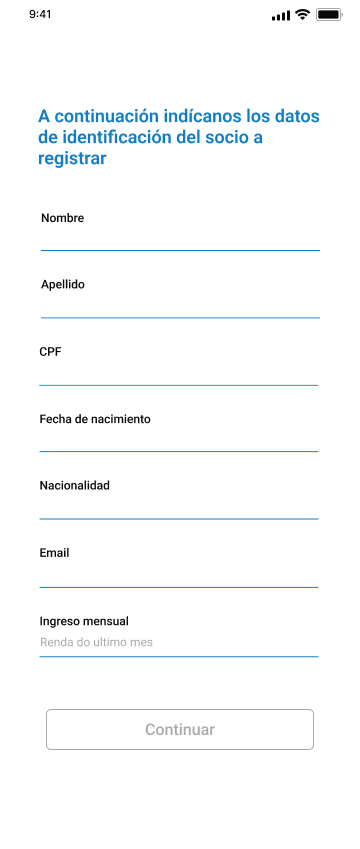 9:41
A continuación indícanos los datos
de identificación del socio a
registrar
Nombre
Apellido
CPF
Fecha de nacimiento
Nacionalidad
Email
Ingreso mensual
Renda do ultimo mes
Continuar